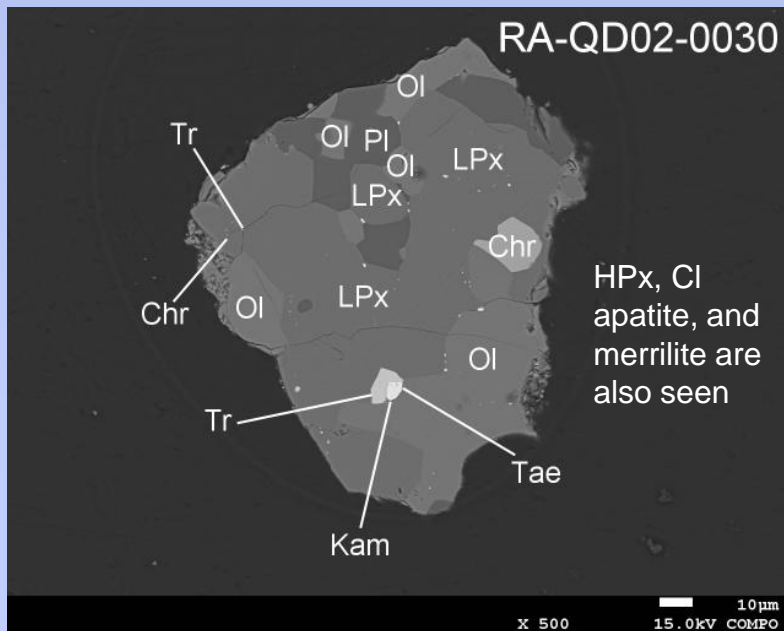 RA-QD02-0030
Ol
Tr
Ol
Pl
Ol
LPx
LPx
Chr
Chr
Ol
LPx
HPx, Cl
apatite, and
merrilite are
also seen
Ol
Tr
Tae
Kam
10µm
X 500
15.0kV COMPO